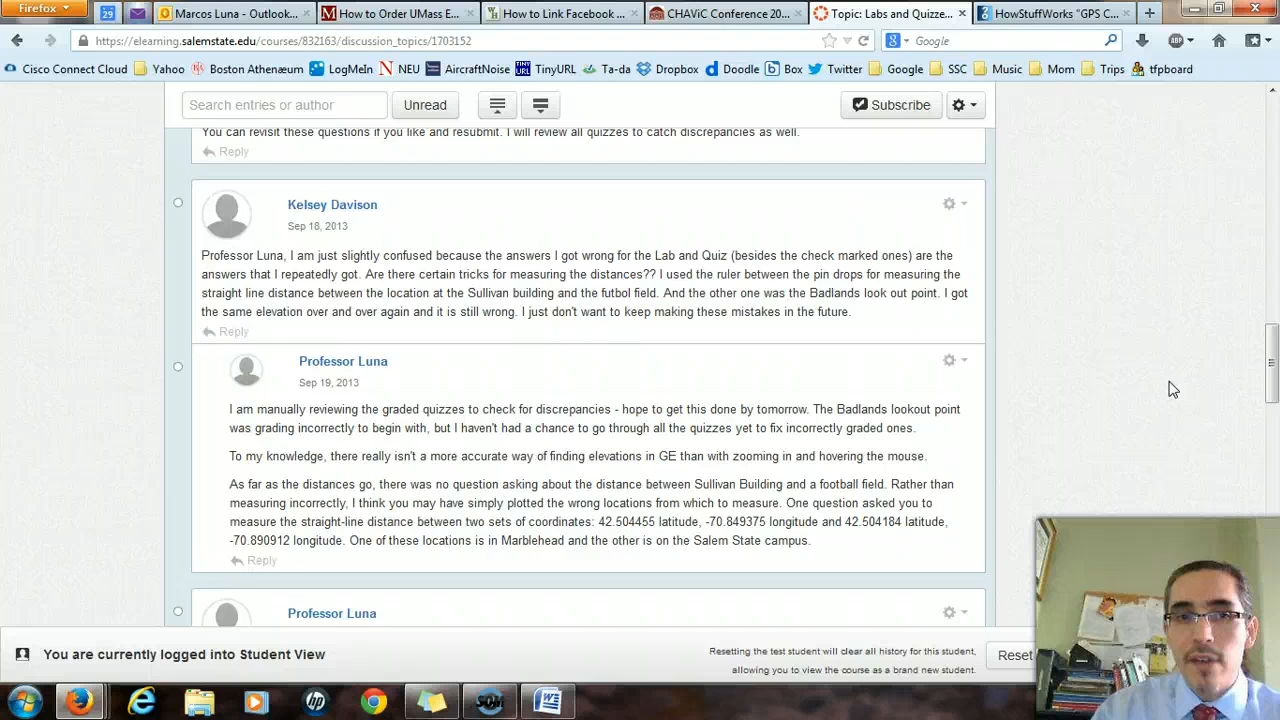 Firefox
29
Marcos Luna - Outlook...
How to Order UMass E...
How to Link Facebook ...
CHAViC Conference 20...
Topic: Labs and Quizze...
HowStuffWorks "GPS C...
https://elearning.salemstate.edu/courses/832163/discussion_topics/1703152
Google
Cisco Connect Cloud
Yahoo
Boston Athenæum
LogMeIn
NEU
AircraftNoise
TinyURL
Ta-da
Dropbox
Doodle
Box
Twitter
Google
SSC
Music
Mom
Trips
tfpboard
Search entries or author
Unread
Subscribe
You can revisit these questions if you like and resubmit. I will review all quizzes to catch discrepancies as well.
Reply
Kelsey Davison
Sep 18, 2013
Professor Luna, I am just slightly confused because the answers I got wrong for the Lab and Quiz (besides the check marked ones) are the
answers that I repeatedly got. Are there certain tricks for measuring the distances?? I used the ruler between the pin drops for measuring the
straight line distance between the location at the Sullivan building and the futbol field. And the other one was the Badlands look out point. I got
the same elevation over and over again and it is still wrong. I just don't want to keep making these mistakes in the future.
Reply
Professor Luna
Sep 19, 2013
I am manually reviewing the graded quizzes to check for discrepancies - hope to get this done by tomorrow. The Badlands lookout point
was grading incorrectly to begin with, but I haven't had a chance to go through all the quizzes yet to fix incorrectly graded ones.
To my knowledge, there really isn't a more accurate way of finding elevations in GE than with zooming in and hovering the mouse.
As far as the distances go, there was no question asking about the distance between Sullivan Building and a football field. Rather than
measuring incorrectly, I think you may have simply plotted the wrong locations from which to measure. One question asked you to
measure the straight-line distance between two sets of coordinates: 42.504455 latitude, -70.849375 longitude and 42.504184 latitude,
-70.890912 longitude. One of these locations is in Marblehead and the other is on the Salem State campus.
Reply
Professor Luna
You are currently logged into Student View
Resetting the test student will clear all history for this student,
allowing you to view the course as a brand new student.
Reset